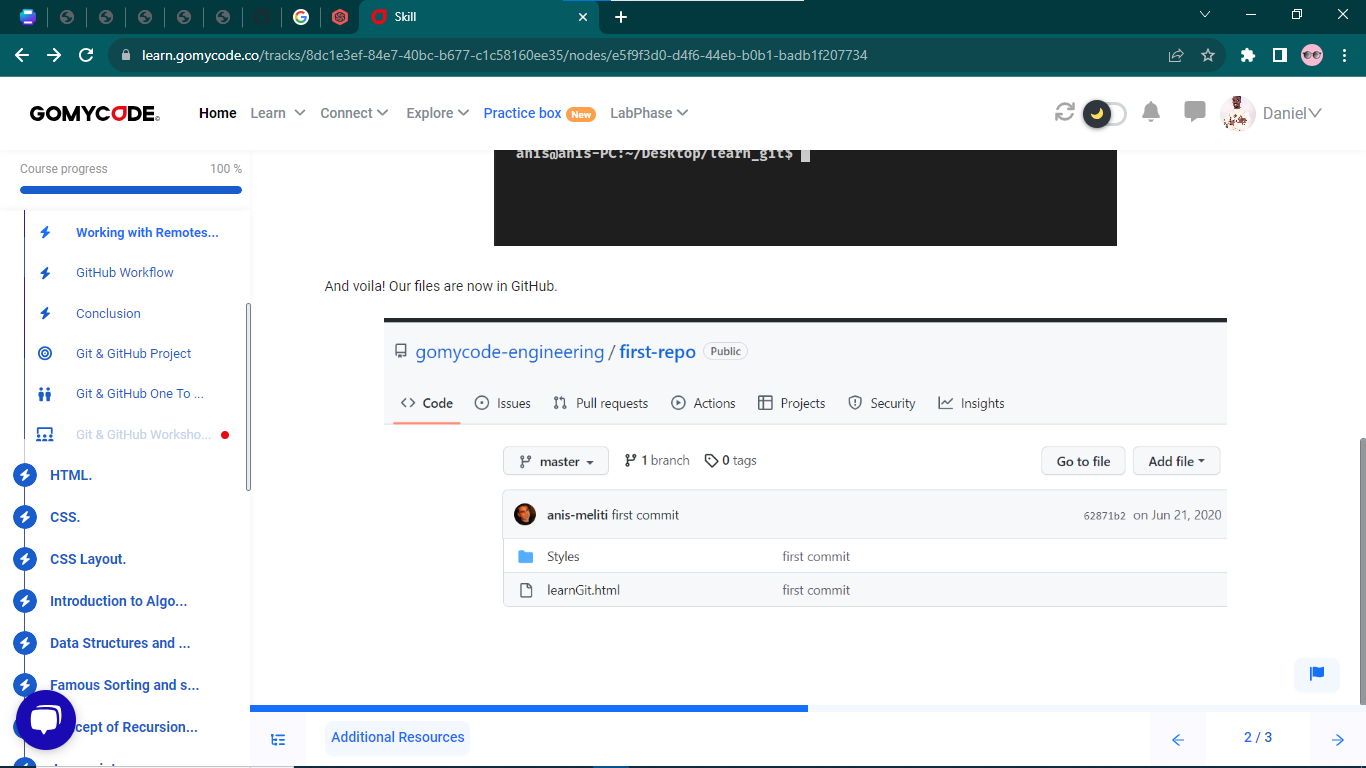 Skill
learn.gomycode.co/tracks/8dc1e3ef-84e7-40bc-b677-c1c58160ee35/nodes/e5f9f3d0-d4f6-44eb-b0b1-badb1f207734
GOMYCODE
Home Learn Connect Explore Practice box New LabPhase
Daniel
Course progress 100 %
Working with Remotes...
GitHub Workflow
Conclusion
Git & GitHub Project
Git & GitHub One To ...
Git & GitHub Worksho...
HTML.
CSS.
CSS Layout.
Introduction to Algo...
Data Structures and ...
Famous Sorting and s...
cept of Recursion...
anis@anis-PC:~/Desktop/learn_git$
And voila! Our files are now in GitHub.
gomycode-engineering / first-repo Public
Code Issues Pull requests Actions Projects Security Insights
master 1 branch 0 tags Go to file Add file
anis-meliti first commit 62871b2 on Jun 21, 2020
Styles first commit
learnGit.html first commit
Additional Resources 2 / 3